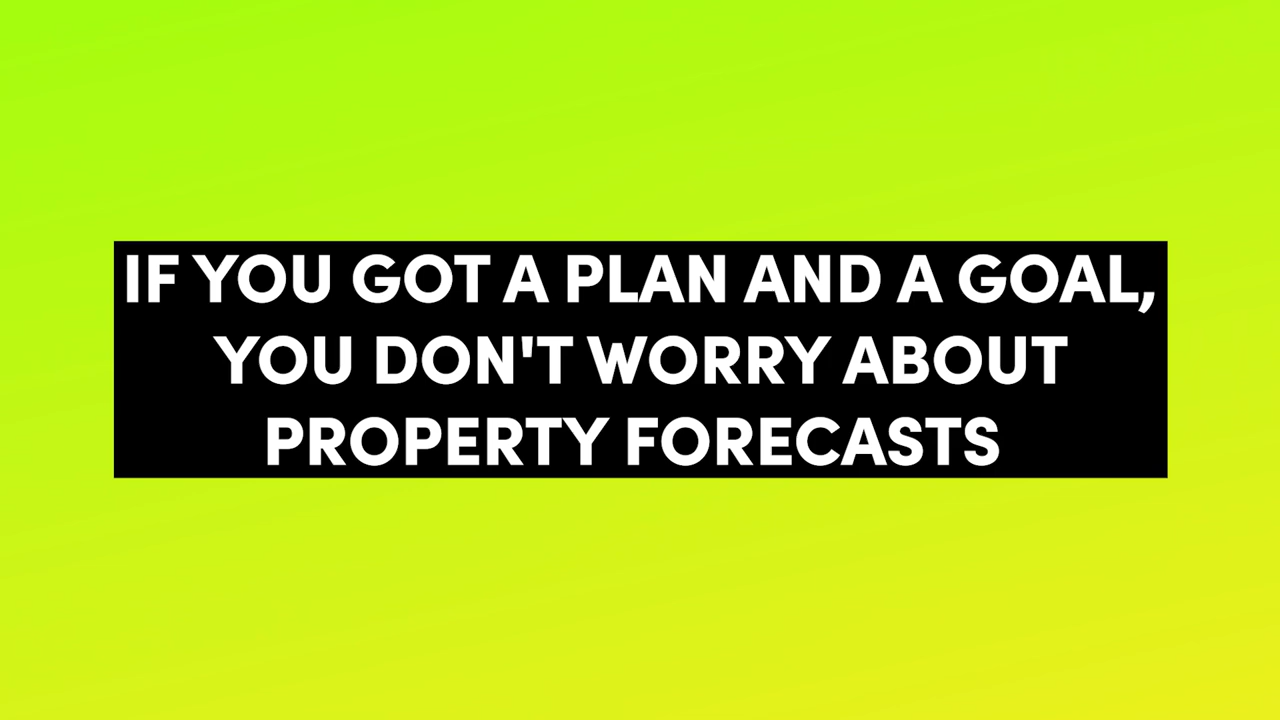 IF YOU GOT A PLAN AND A GOAL,
YOU DON'T WORRY ABOUT
PROPERTY FORECASTS